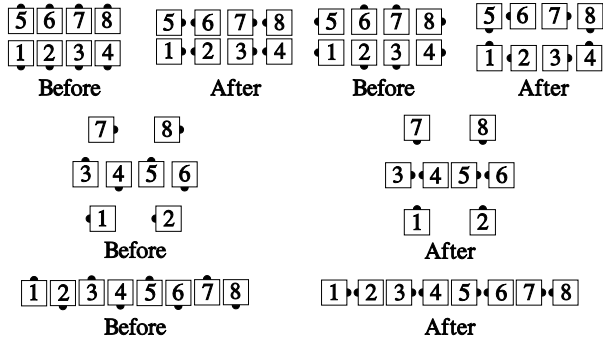 5 6 7 8 5 6 7 8 5 6 7 8 5 6 7 8
1 2 3 4 1 2 3 4 1 2 3 4 1 2 3 4
Before After Before After
7 8 7 8
3 4 5 6 3 4 5 6
1 2 1 2
Before After
1 2 3 4 5 6 7 8 1 2 3 4 5 6 7 8
Before After